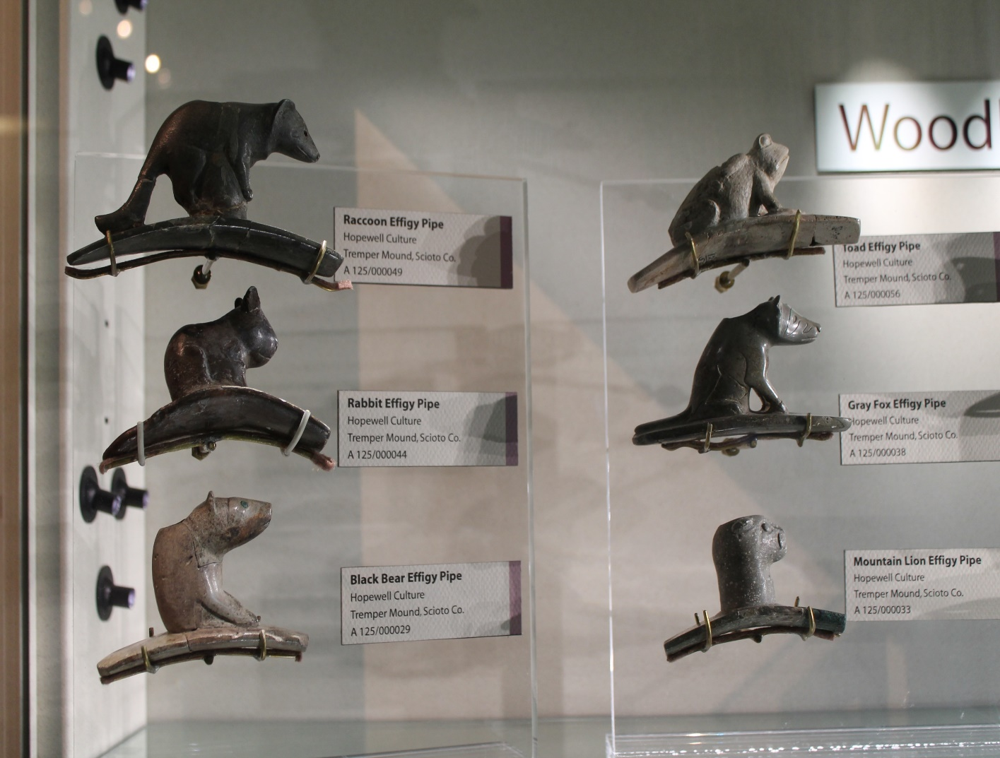 Wood
Raccoon Effigy Pipe
Hopewell Culture
Tremper Mound, Scioto Co.
A 125/000049
Toad Effigy Pipe
Hopewell Culture
Tremper Mound, Scioto Co.
A 125/000056
Rabbit Effigy Pipe
Hopewell Culture
Tremper Mound, Scioto Co.
A 125/000044
Gray Fox Effigy Pipe
Hopewell Culture
Tremper Mound, Scioto Co.
A 125/000038
Black Bear Effigy Pipe
Hopewell Culture
Tremper Mound, Scioto Co.
A 125/000029
Mountain Lion Effigy Pipe
Hopewell Culture
Tremper Mound, Scioto Co.
A 125/000033